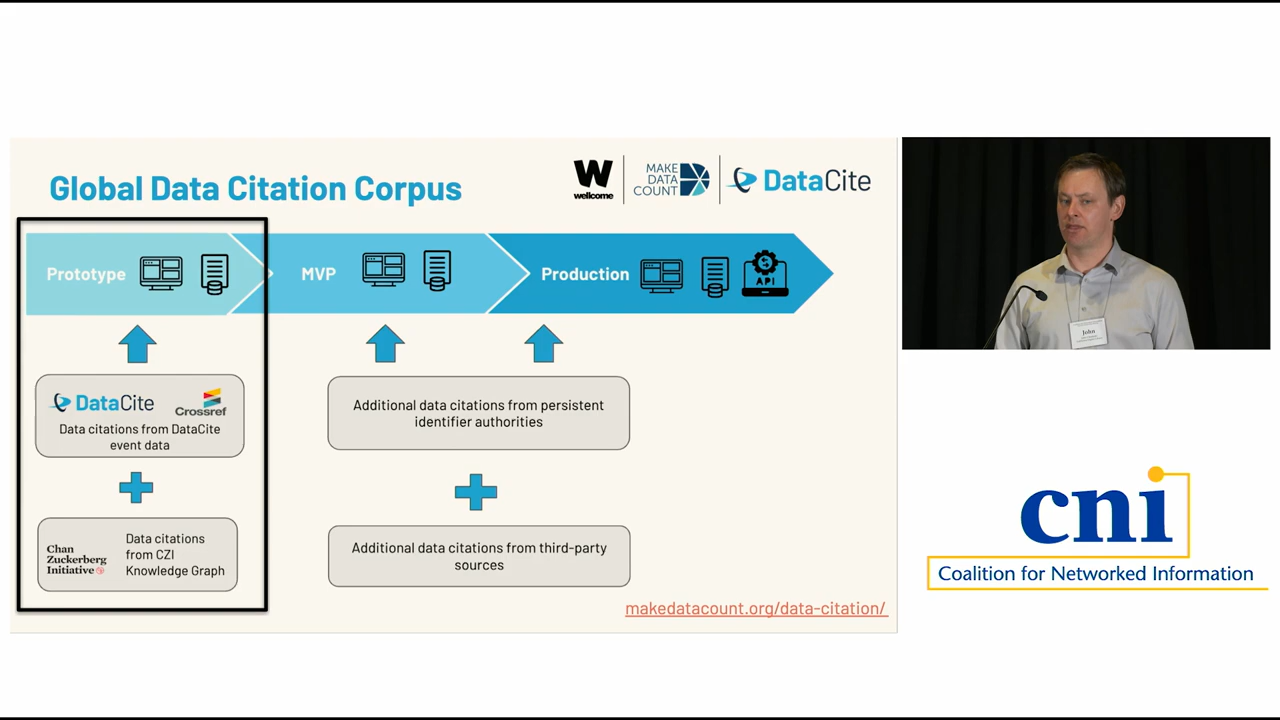 Global Data Citation Corpus
W
wellcome
MAKE
DATA
COUNT
DataCite
Prototype
MVP
Production
API
DataCite
Crossref
Data citations from DataCite
event data
Chan
Zuckerberg
Initiative
Data citations
from CZI
Knowledge Graph
Additional data citations from persistent
identifier authorities
Additional data citations from third-party
sources
makedatacount.org/data-citation/
John
cni
Coalition for Networked Information